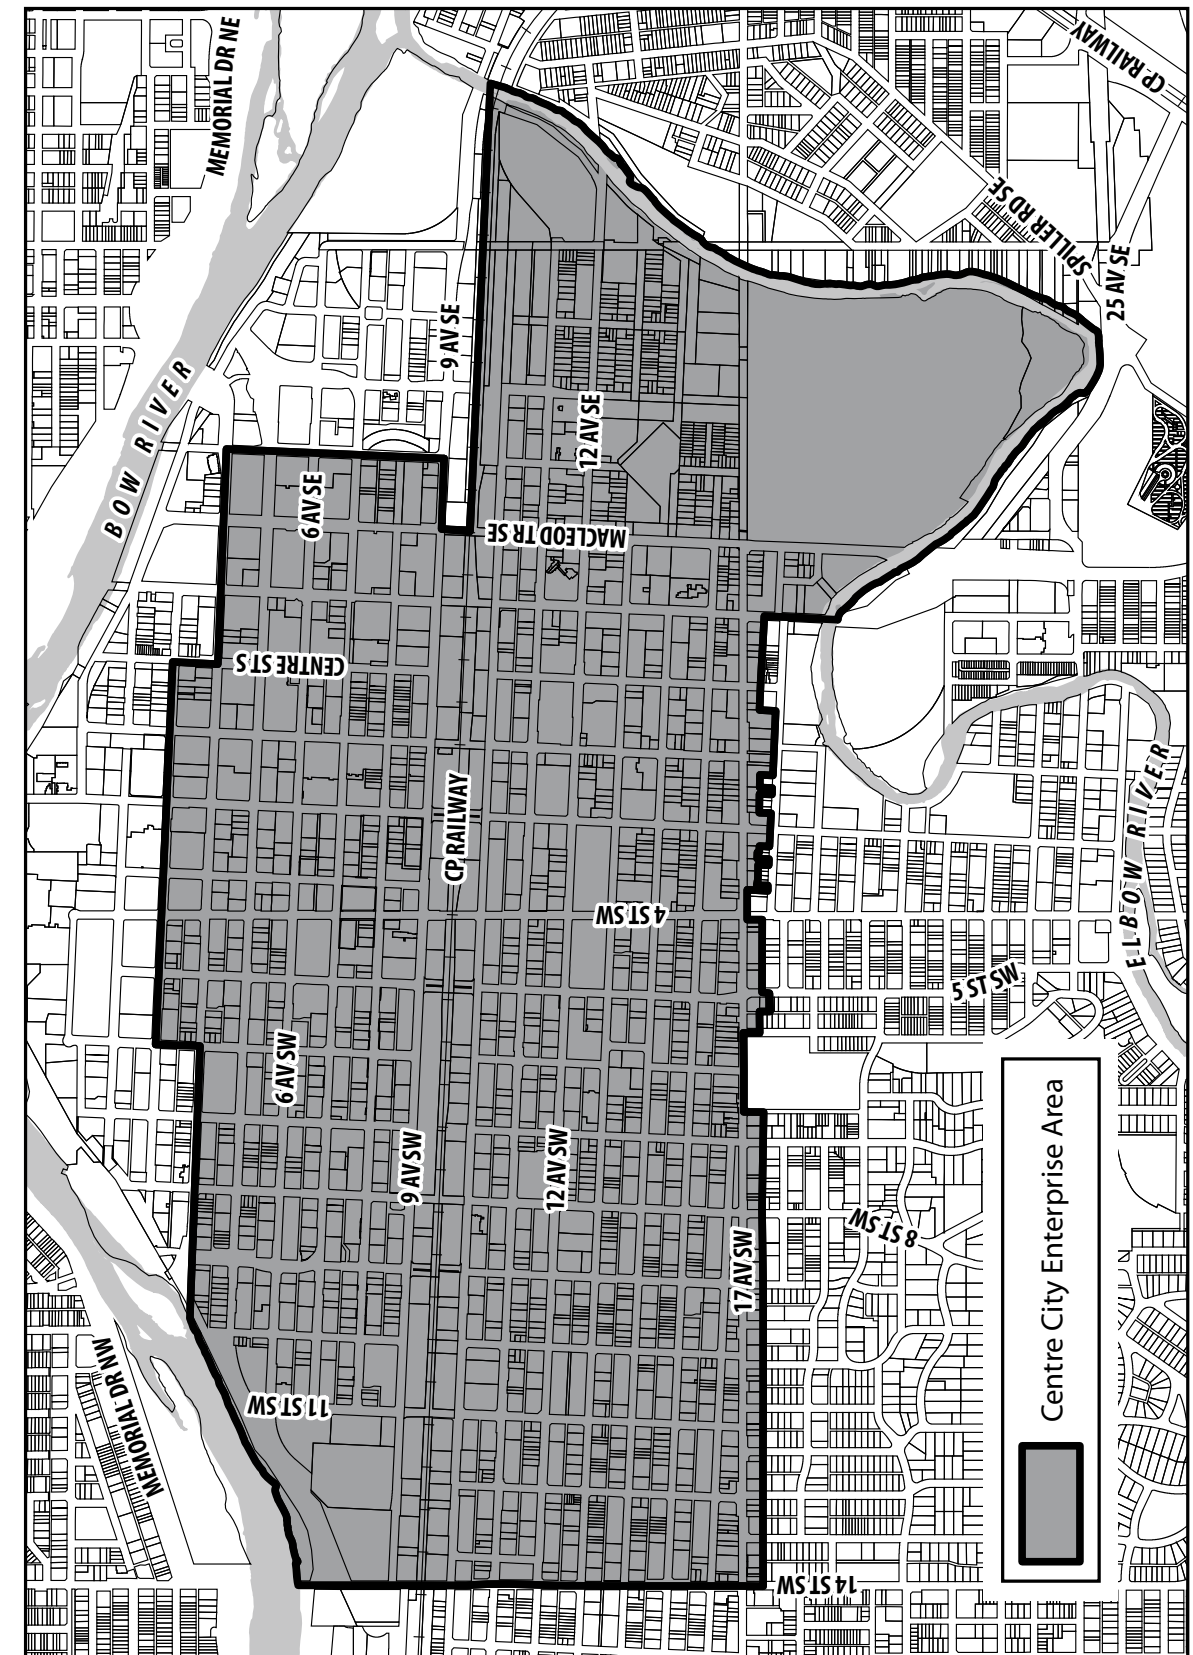 MEMORIAL DR NE
CP RAILWAY
SPILLER RD SE
25 AV SE
BOW RIVER
9 AV SE
12 AV SE
6 AV SE
MACLEOD TR SE
CENTRE ST S
CP RAILWAY
4 ST SW
ELBOW RIVER
5 ST SW
6 AV SW
9 AV SW
12 AV SW
17 AV SW
8 ST SW
MEMORIAL DR NW
11 ST SW
14 ST SW
Centre City Enterprise Area